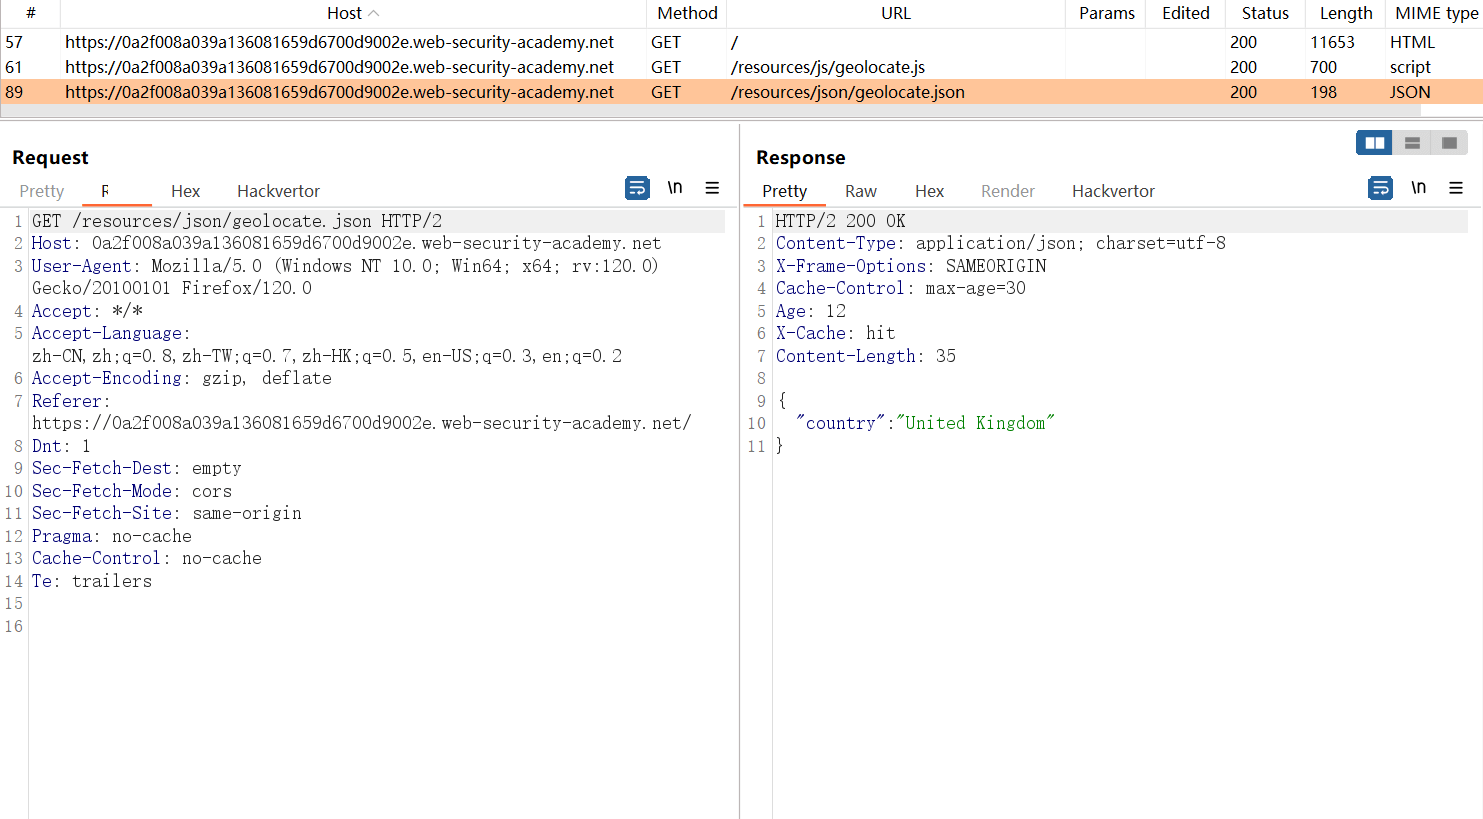 # Host Method URL Params Edited Status Length MIME type
57 https://0a2f008a039a136081659d6700d9002e.web-security-academy.net GET / 200 11653 HTML
61 https://0a2f008a039a136081659d6700d9002e.web-security-academy.net GET /resources/js/geolocate.js 200 700 script
89 https://0a2f008a039a136081659d6700d9002e.web-security-academy.net GET /resources/json/geolocate.json 200 198 JSON
Request
Pretty R Hex Hackvertor \n
1 GET /resources/json/geolocate.json HTTP/2
2 Host: 0a2f008a039a136081659d6700d9002e.web-security-academy.net
3 User-Agent: Mozilla/5.0 (Windows NT 10.0; Win64; x64; rv:120.0)
Gecko/20100101 Firefox/120.0
4 Accept: */*
5 Accept-Language:
zh-CN,zh;q=0.8,zh-TW;q=0.7,zh-HK;q=0.5,en-US;q=0.3,en;q=0.2
6 Accept-Encoding: gzip, deflate
7 Referer:
https://0a2f008a039a136081659d6700d9002e.web-security-academy.net/
8 Dnt: 1
9 Sec-Fetch-Dest: empty
10 Sec-Fetch-Mode: cors
11 Sec-Fetch-Site: same-origin
12 Pragma: no-cache
13 Cache-Control: no-cache
14 Te: trailers
15
16
Response
Pretty Raw Hex Render Hackvertor \n
1 HTTP/2 200 OK
2 Content-Type: application/json; charset=utf-8
3 X-Frame-Options: SAMEORIGIN
4 Cache-Control: max-age=30
5 Age: 12
6 X-Cache: hit
7 Content-Length: 35
8
9 {
10 "country":"United Kingdom"
11 }